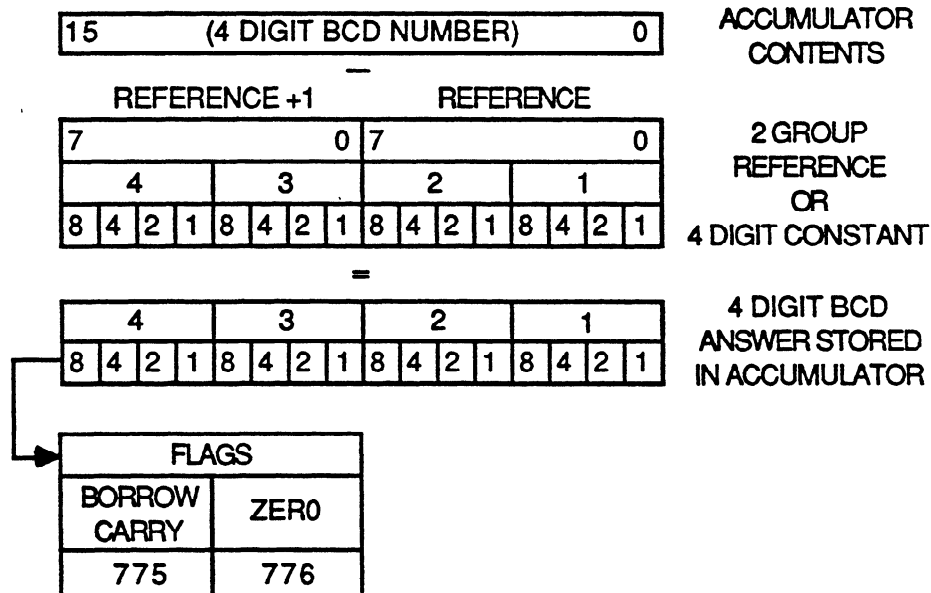 15 (4 DIGIT BCD NUMBER) 0
ACCUMULATOR
CONTENTS
–
REFERENCE +1 REFERENCE
7 0 7 0
4 3 2 1
8 4 2 1 8 4 2 1 8 4 2 1 8 4 2 1
2 GROUP
REFERENCE
OR
4 DIGIT CONSTANT
=
4 3 2 1
8 4 2 1 8 4 2 1 8 4 2 1 8 4 2 1
4 DIGIT BCD
ANSWER STORED
IN ACCUMULATOR
FLAGS
BORROW
CARRY
ZER0
775 776